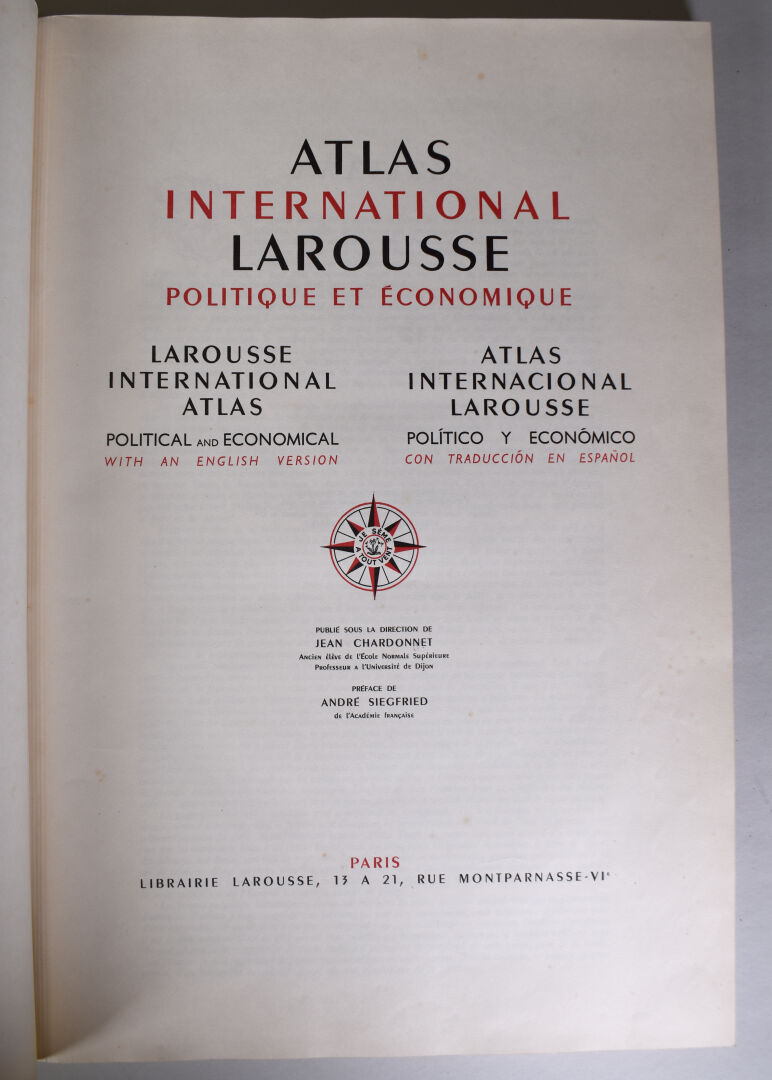 ATLAS
INTERNATIONAL
LAROUSSE
POLITIQUE ET ÉCONOMIQUE
LAROUSSE
INTERNATIONAL
ATLAS
POLITICAL AND ECONOMICAL
WITH AN ENGLISH VERSION
ATLAS
INTERNACIONAL
LAROUSSE
POLÍTICO Y ECONÓMICO
CON TRADUCCIÓN EN ESPAÑOL
JE SÈME
A TOUT VENT
PUBLIÉ SOUS LA DIRECTION DE
JEAN CHARDONNET
Ancien élève de l'École Normale Supérieure
Professeur a l'Université de Dijon
PRÉFACE DE
ANDRÉ SIEGFRIED
de l'Académie française
PARIS
LIBRAIRIE LAROUSSE, 13 A 21, RUE MONTPARNASSE-VIe